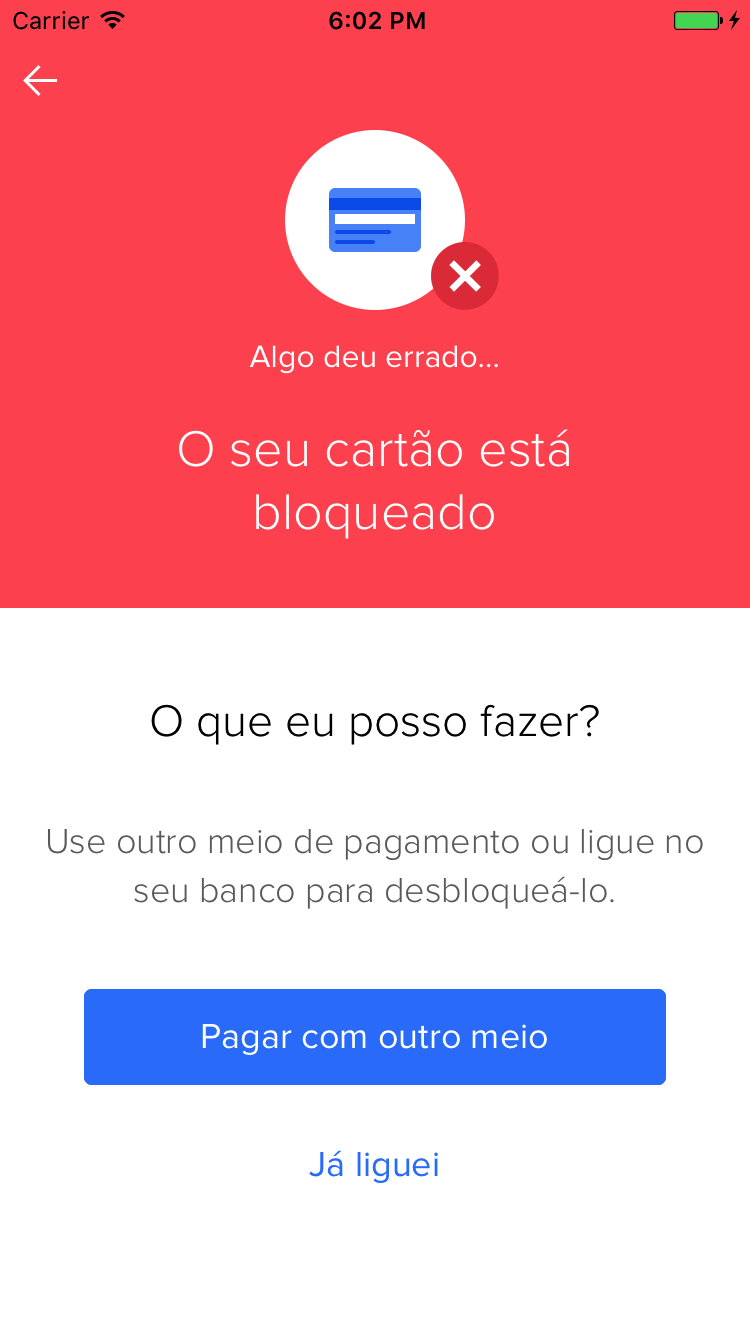 Carrier 6:02 PM
Algo deu errado...
O seu cartão está
bloqueado
O que eu posso fazer?
Use outro meio de pagamento ou ligue no
seu banco para desbloqueá-lo.
Pagar com outro meio
Já liguei